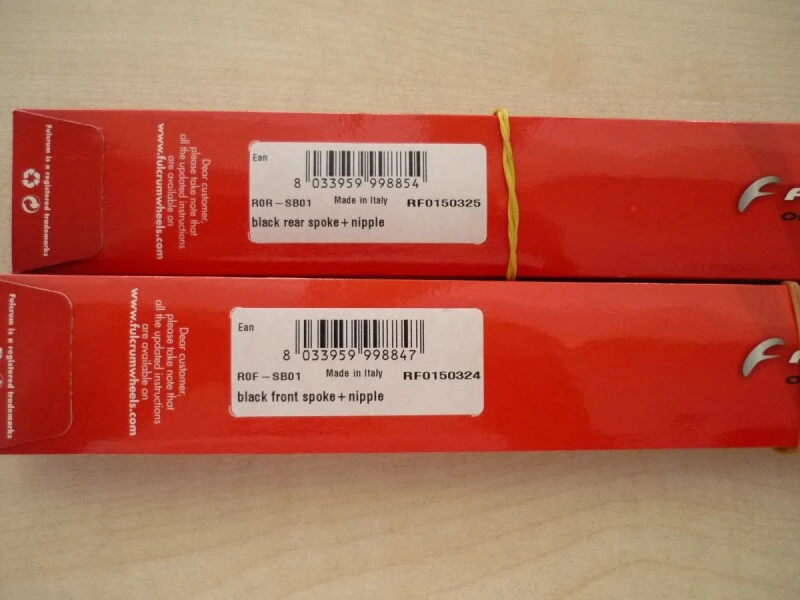 Fulcrum is a registered trademarks
Dear customer,
please take note that
all the updated instructions
are available on
www.fulcrumwheels.com
Ean
8 033959 998854
R0R-SB01 Made in Italy RF0150325
black rear spoke + nipple
Fulcrum is a registered trademarks
Dear customer,
please take note that
all the updated instructions
are available on
www.fulcrumwheels.com
Ean
8 033959 998847
R0F-SB01 Made in Italy RF0150324
black front spoke + nipple